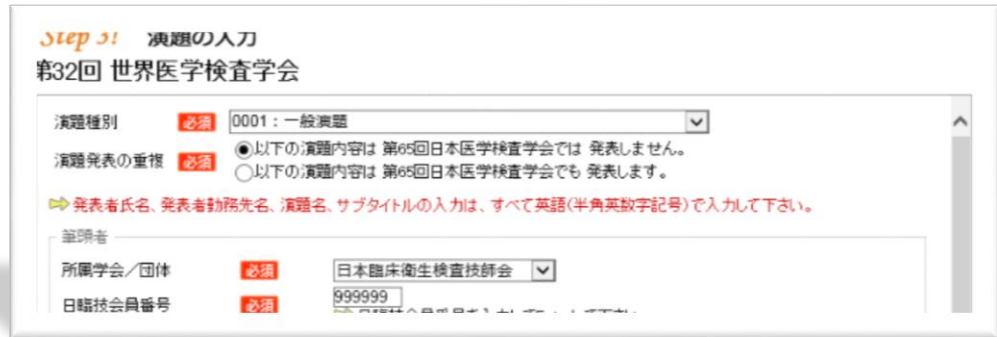 Step 3! 演題の入力
第32回 世界医学検査学会
演題種別 必須 0001：一般演題
演題発表の重複 必須 ◉以下の演題内容は 第65回日本医学検査学会では 発表しません。
○以下の演題内容は 第65回日本医学検査学会でも 発表します。
⇨ 発表者氏名、発表者勤務先名、演題名、サブタイトルの入力は、すべて英語(半角英数字記号)で入力して下さい。
筆頭者
所属学会／団体 必須 日本臨床衛生検査技師会
日臨技会員番号 必須 999999